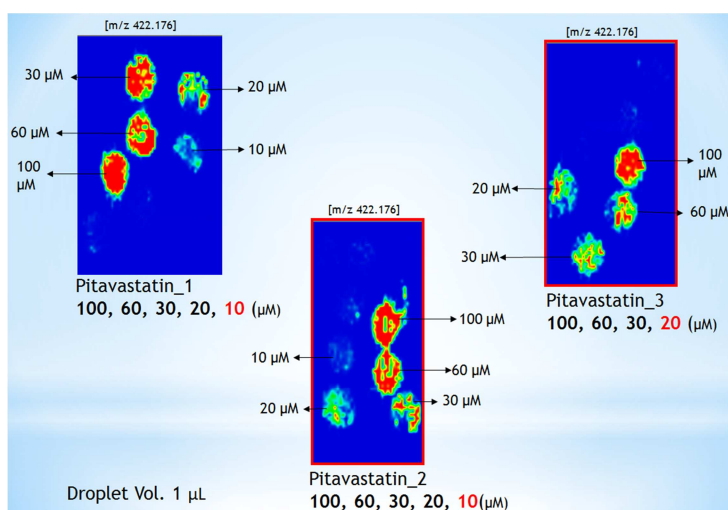 [m/z 422.176]
30 µM
20 µM
60 µM
10 µM
100
µM
Pitavastatin_1
100, 60, 30, 20, 10 (µM)
[m/z 422.176]
100 µM
10 µM
60 µM
30 µM
20 µM
Pitavastatin_2
100, 60, 30, 20, 10(µM)
[m/z 422.176]
100
µM
20 µM
60 µM
30 µM
Pitavastatin_3
100, 60, 30, 20 (µM)
Droplet Vol. 1 µL